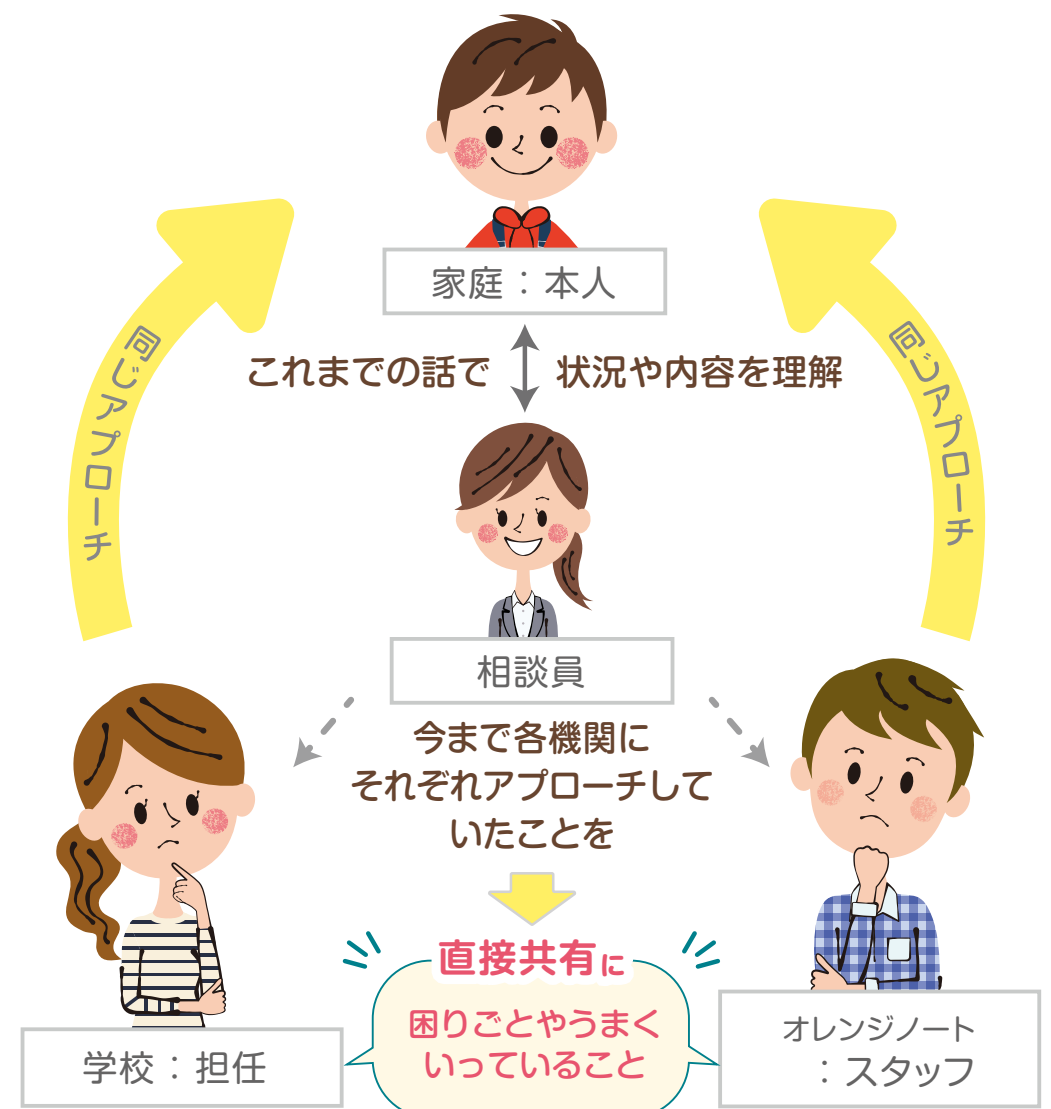 家庭：本人
これまでの話で
状況や内容を理解
同じアプローチ
同じアプローチ
相談員
今まで各機関に
それぞれアプローチして
いたことを
直接共有に
困りごとやうまく
いっていること
学校：担任
オレンジノート
：スタッフ